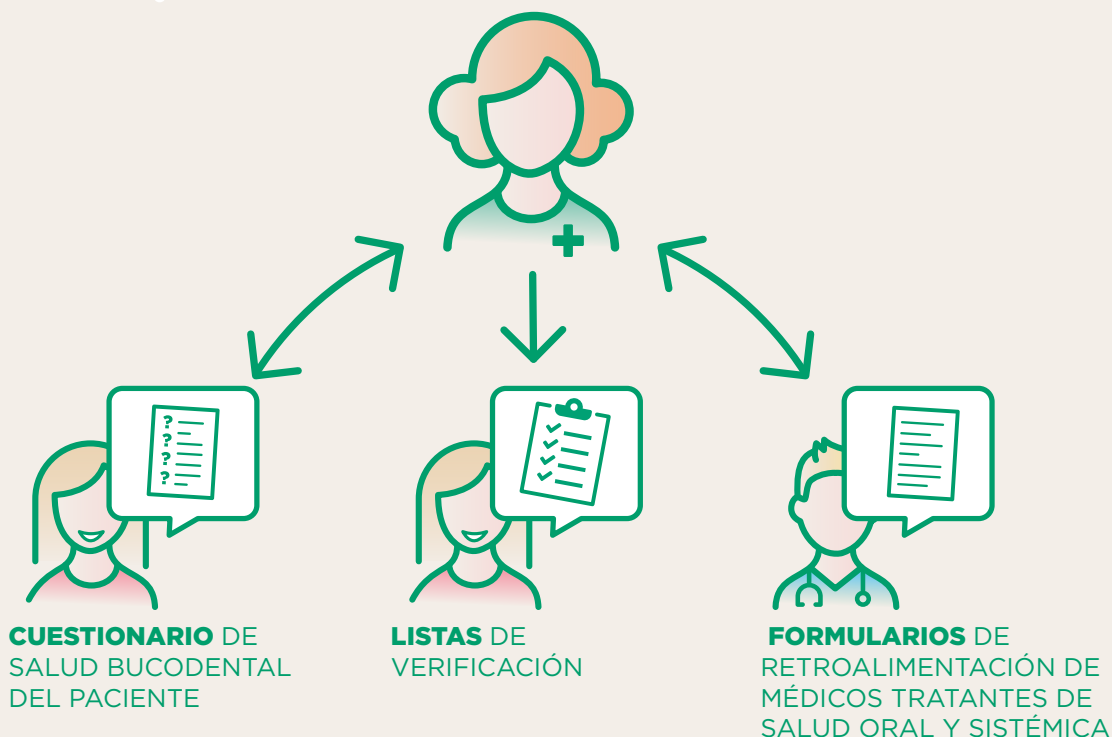 CUESTIONARIO DE
SALUD BUCODENTAL
DEL PACIENTE
LISTAS DE
VERIFICACIÓN
FORMULARIOS DE
RETROALIMENTACIÓN DE
MÉDICOS TRATANTES DE
SALUD ORAL Y SISTÉMICA